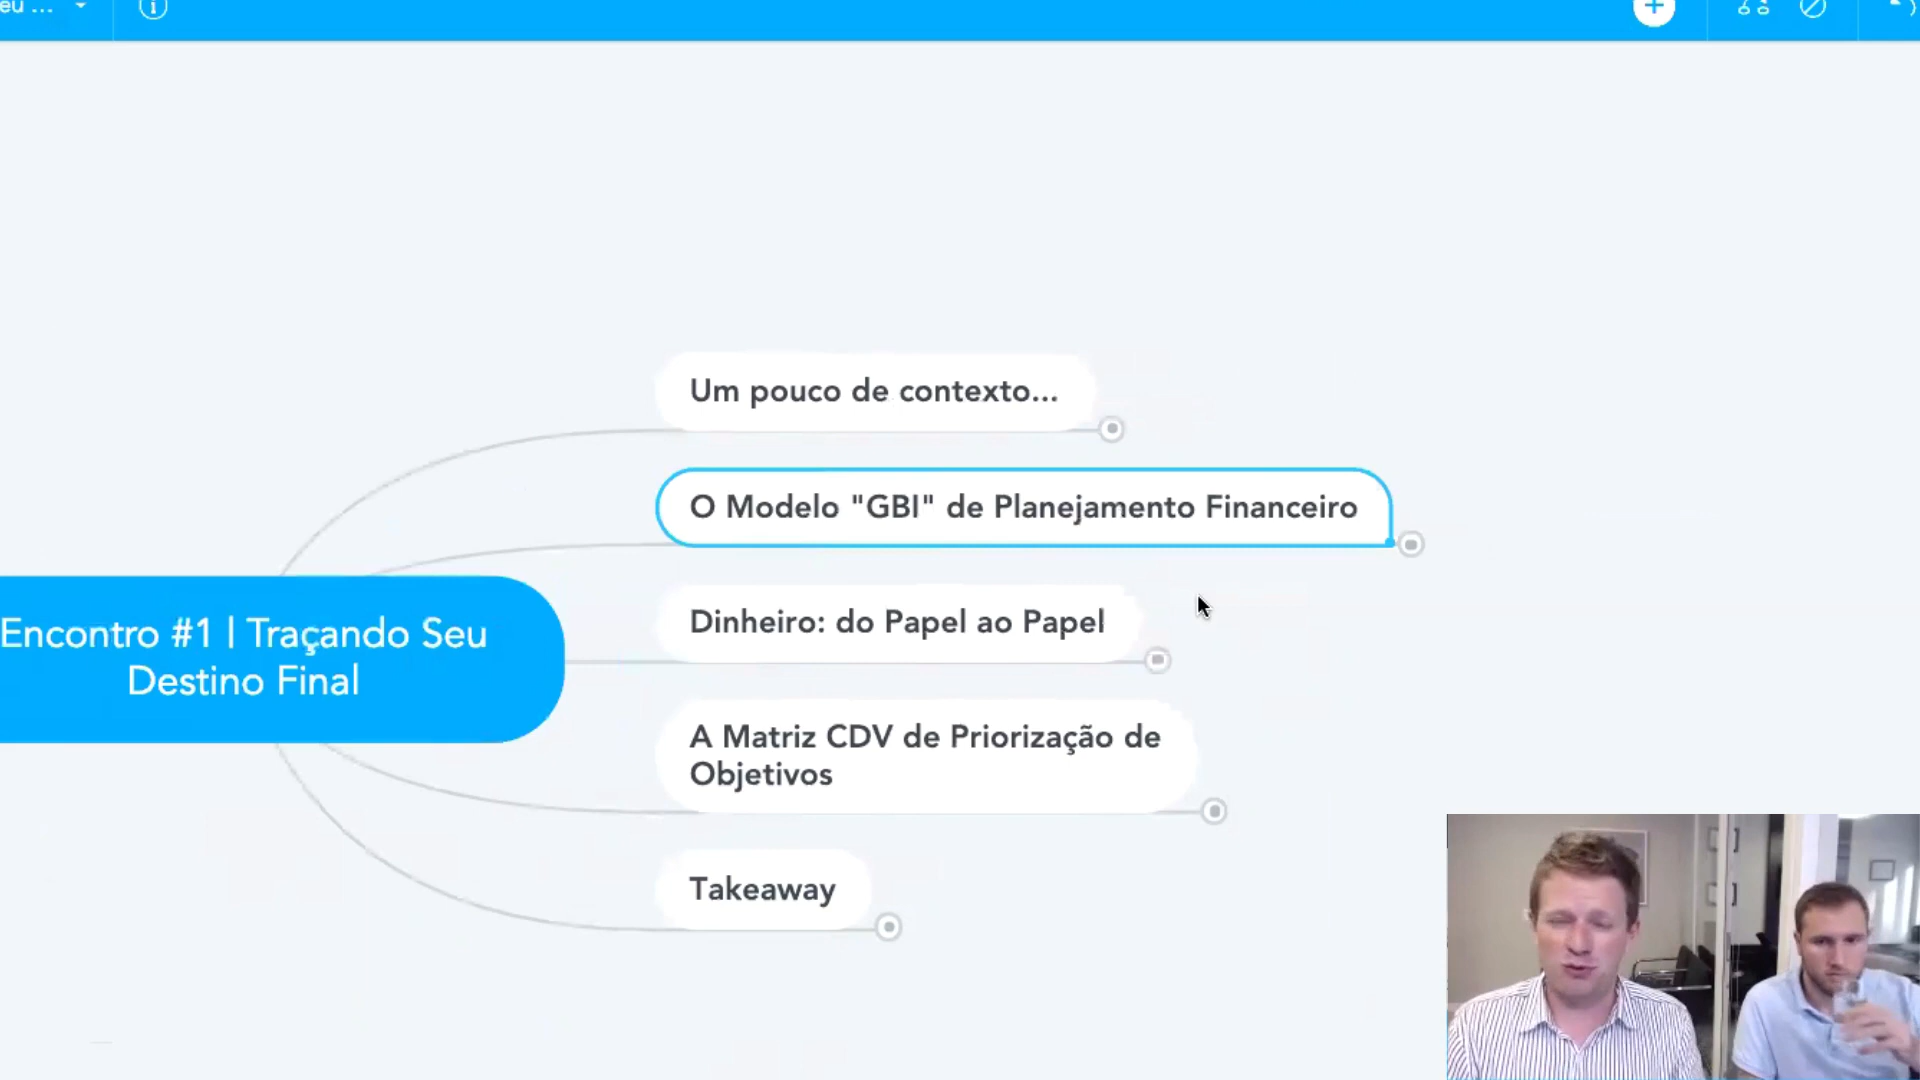 eu ...
Um pouco de contexto...
O Modelo "GBI" de Planejamento Financeiro
Encontro #1 | Traçando Seu
Destino Final
Dinheiro: do Papel ao Papel
A Matriz CDV de Priorização de
Objetivos
Takeaway